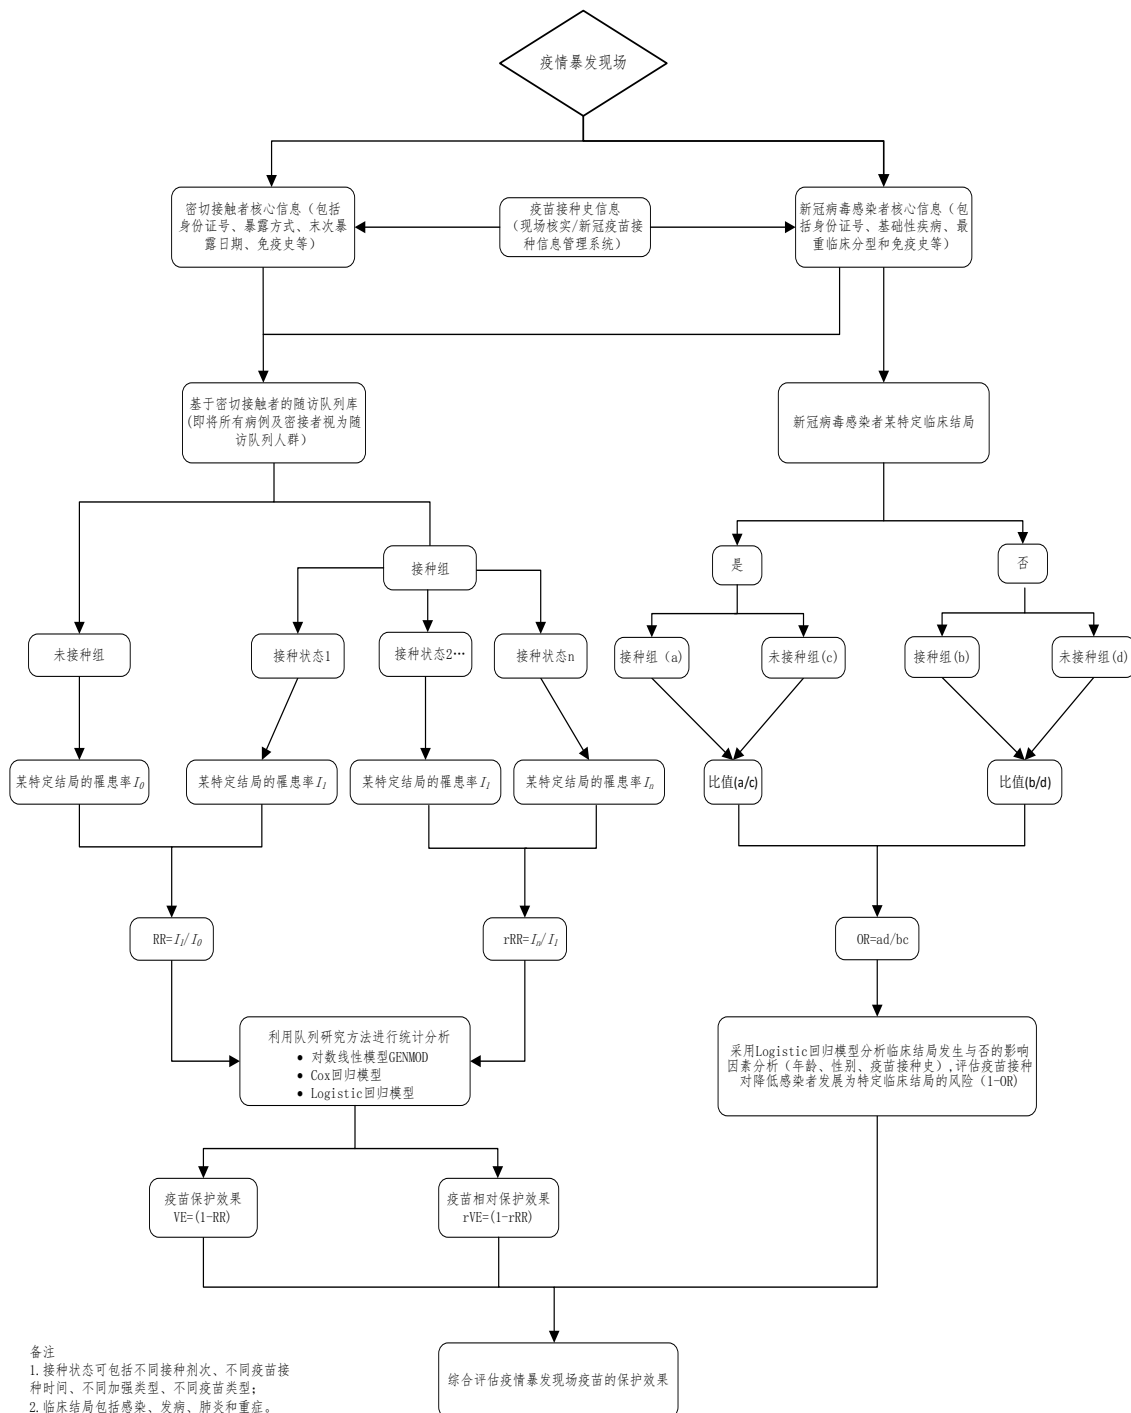 疫情暴发现场
密切接触者核心信息（包括
身份证号、暴露方式、末次暴
露日期、免疫史等）
疫苗接种史信息
（现场核实/新冠疫苗接
种信息管理系统）
新冠病毒感染者核心信息（包
括身份证号、基础性疾病、最
重临床分型和免疫史等）
基于密切接触者的随访队列库
(即将所有病例及密接者视为随
访队列人群）
新冠病毒感染者某特定临床结局
接种组
是
否
未接种组
接种状态1
接种状态2…
接种状态n
接种组（a)
未接种组(c)
接种组(b)
未接种组(d)
某特定结局的罹患率I0
某特定结局的罹患率I1
某特定结局的罹患率I1
某特定结局的罹患率In
比值(a/c)
比值(b/d)
RR=I1/I0
rRR=In/I1
OR=ad/bc
利用队列研究方法进行统计分析
• 对数线性模型GENMOD
• Cox回归模型
• Logistic回归模型
采用Logistic回归模型分析临床结局发生与否的影响
因素分析（年龄、性别、疫苗接种史）,评估疫苗接种
对降低感染者发展为特定临床结局的风险（1-OR)
疫苗保护效果
VE=(1-RR)
疫苗相对保护效果
rVE=(1-rRR)
综合评估疫情暴发现场疫苗的保护效果
备注
1.接种状态可包括不同接种剂次、不同疫苗接
种时间、不同加强类型、不同疫苗类型；
2.临床结局包括感染、发病、肺炎和重症。